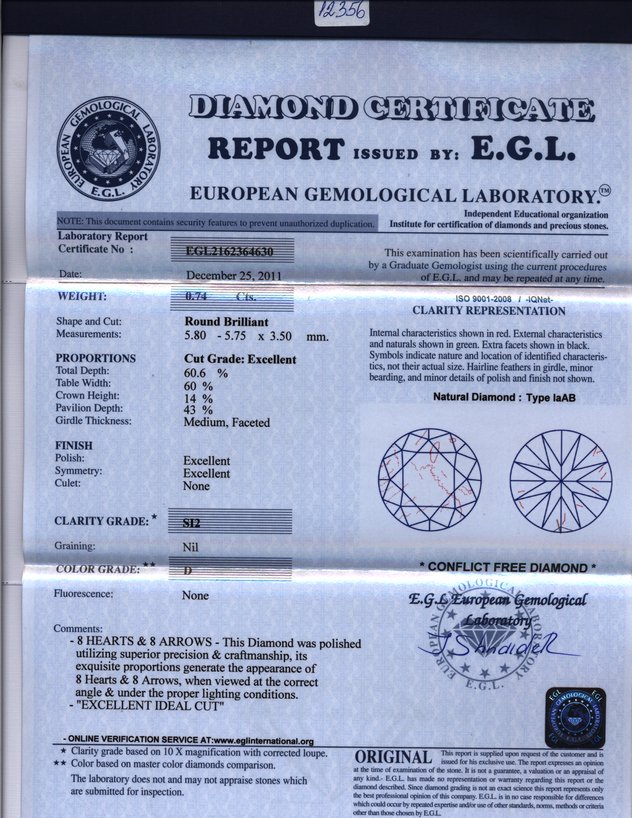 12356
EUROPEAN GEMOLOGICAL LABORATORY
E.G.L.
DIAMOND CERTIFICATE
REPORT ISSUED BY: E.G.L.
EUROPEAN GEMOLOGICAL LABORATORY.™
Independent Educational organization
Institute for certification of diamonds and precious stones.
NOTE: This document contains security features to prevent unauthorized duplication.
Laboratory Report
Certificate No : EGL2162364630
Date: December 25, 2011
This examination has been scientifically carried out
by a Graduate Gemologist using the current procedures
of E.G.L. and may be repeated at any time.
WEIGHT: 0.74 Cts.
Shape and Cut: Round Brilliant
Measurements: 5.80 - 5.75 x 3.50 mm.
PROPORTIONS Cut Grade: Excellent
Total Depth: 60.6 %
Table Width: 60 %
Crown Height: 14 %
Pavilion Depth: 43 %
Girdle Thickness: Medium, Faceted
FINISH
Polish: Excellent
Symmetry: Excellent
Culet: None
CLARITY GRADE: * SI2
Graining: Nil
COLOR GRADE: ** D
Fluorescence: None
ISO 9001-2008 / -IQNet-
CLARITY REPRESENTATION
Internal characteristics shown in red. External characteristics
and naturals shown in green. Extra facets shown in black.
Symbols indicate nature and location of identified characteris-
tics, not their actual size. Hairline feathers in girdle, minor
bearding, and minor details of polish and finish not shown.
Natural Diamond : Type IaAB
* CONFLICT FREE DIAMOND *
E.G.L European Gemological
Laboratory
EUROPEAN GEMOLOGICAL LABORATORY
E.G.L.
Comments:
- 8 HEARTS & 8 ARROWS - This Diamond was polished
utilizing superior precision & craftmanship, its
exquisite proportions generate the appearance of
8 Hearts & 8 Arrows, when viewed at the correct
angle & under the proper lighting conditions.
- "EXCELLENT IDEAL CUT"
- ONLINE VERIFICATION SERVICE AT:www.eglinternational.org
* Clarity grade based on 10 X magnification with corrected loupe.
** Color based on master color diamonds comparison.
The laboratory does not and may not appraise stones which
are submitted for inspection.
EGL EGL
ORIGINAL This report is supplied upon request of the customer and is
issued for his exclusive use. The report expresses an opinion
at the time of examination of the stone. It is not a guarantee, a valuation or an appraisal of
any kind.- E.G.L. has made no representation or warranty regarding this report or the
diamond described. Since diamond grading is not an exact science this report represents only
the best professional opinion of this company. E.G.L. is in no case responsible for differences
which could occur by repeated expertise and/or use of other standards, norms, methods or criteria
other than those chosen by E.G.L.